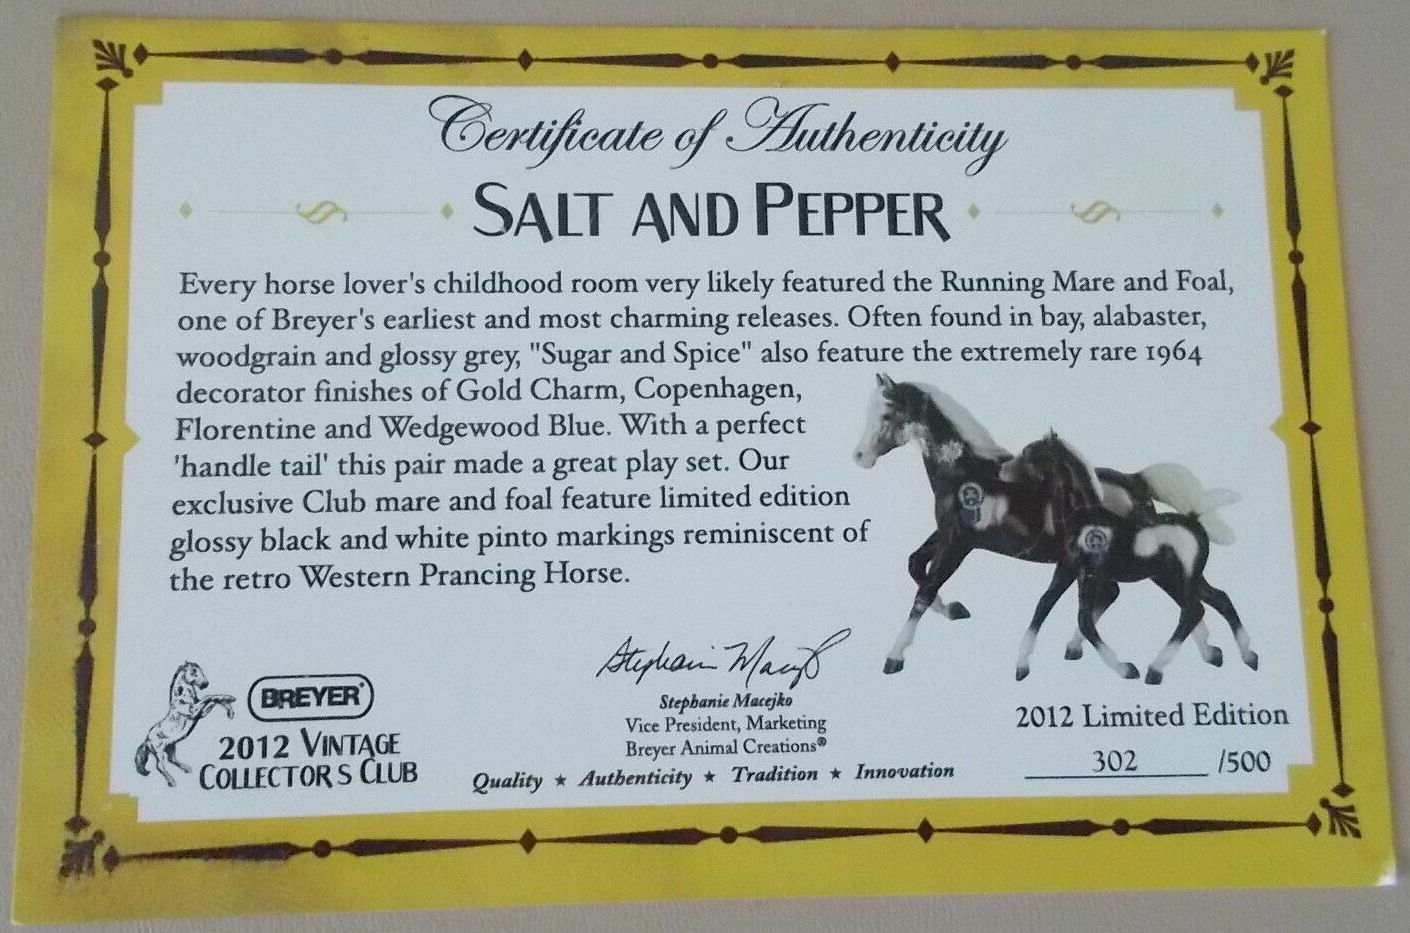 Certificate of Authenticity
SALT AND PEPPER
Every horse lover's childhood room very likely featured the Running Mare and Foal,
one of Breyer's earliest and most charming releases. Often found in bay, alabaster,
woodgrain and glossy grey, "Sugar and Spice" also feature the extremely rare 1964
decorator finishes of Gold Charm, Copenhagen,
Florentine and Wedgewood Blue. With a perfect
'handle tail' this pair made a great play set. Our
exclusive Club mare and foal feature limited edition
glossy black and white pinto markings reminiscent of
the retro Western Prancing Horse.
BREYER®
2012 VINTAGE
COLLECTORS CLUB
Stephanie Macejko
Stephanie Macejko
Vice President, Marketing
Breyer Animal Creations®
Quality ★ Authenticity ★ Tradition ★ Innovation
2012 Limited Edition
302 /500